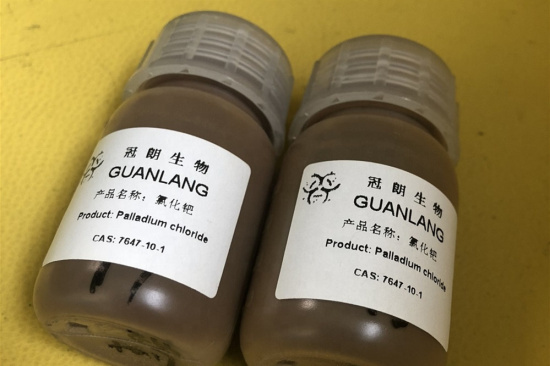 冠朗生物
GUANLANG
产品名称：氯化钯
Product: Palladium chloride
CAS: 7647-10-1
冠朗生物
GUANLANG
产品名称：氯化钯
Product: Palladium chloride
CAS: 7647-10-1